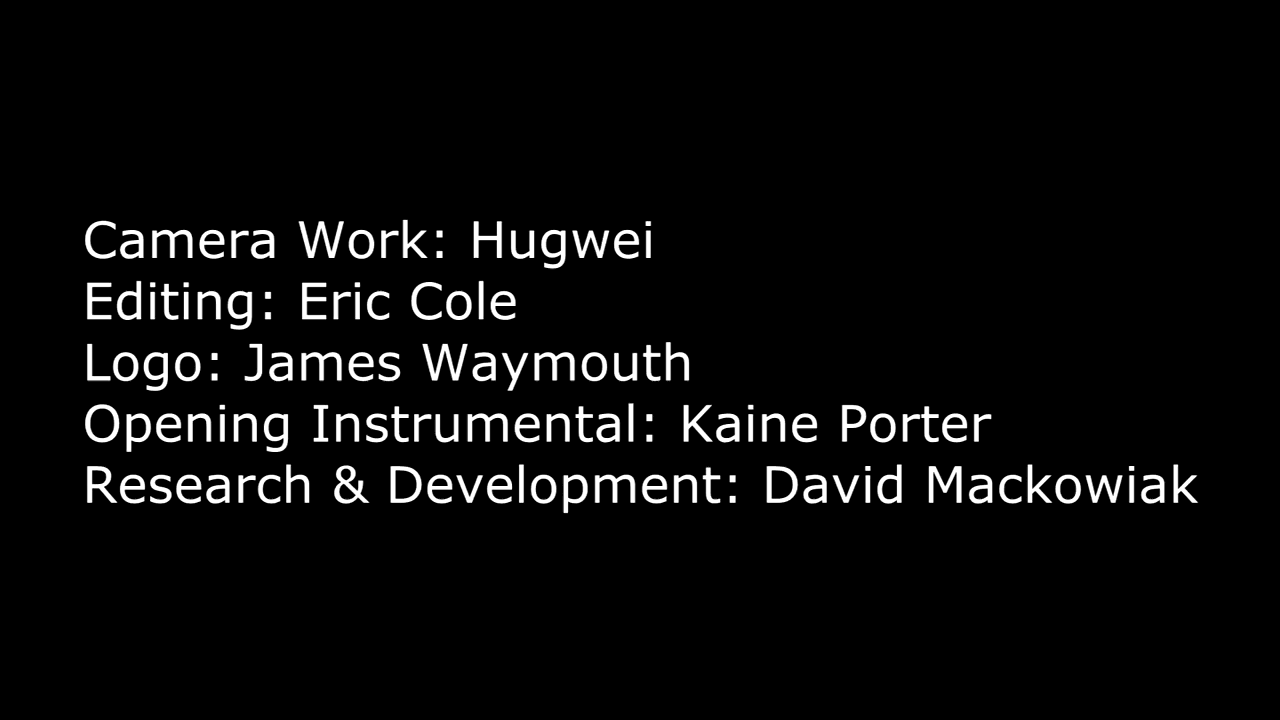 Camera Work: Hugwei
Editing: Eric Cole
Logo: James Waymouth
Opening Instrumental: Kaine Porter
Research & Development: David Mackowiak